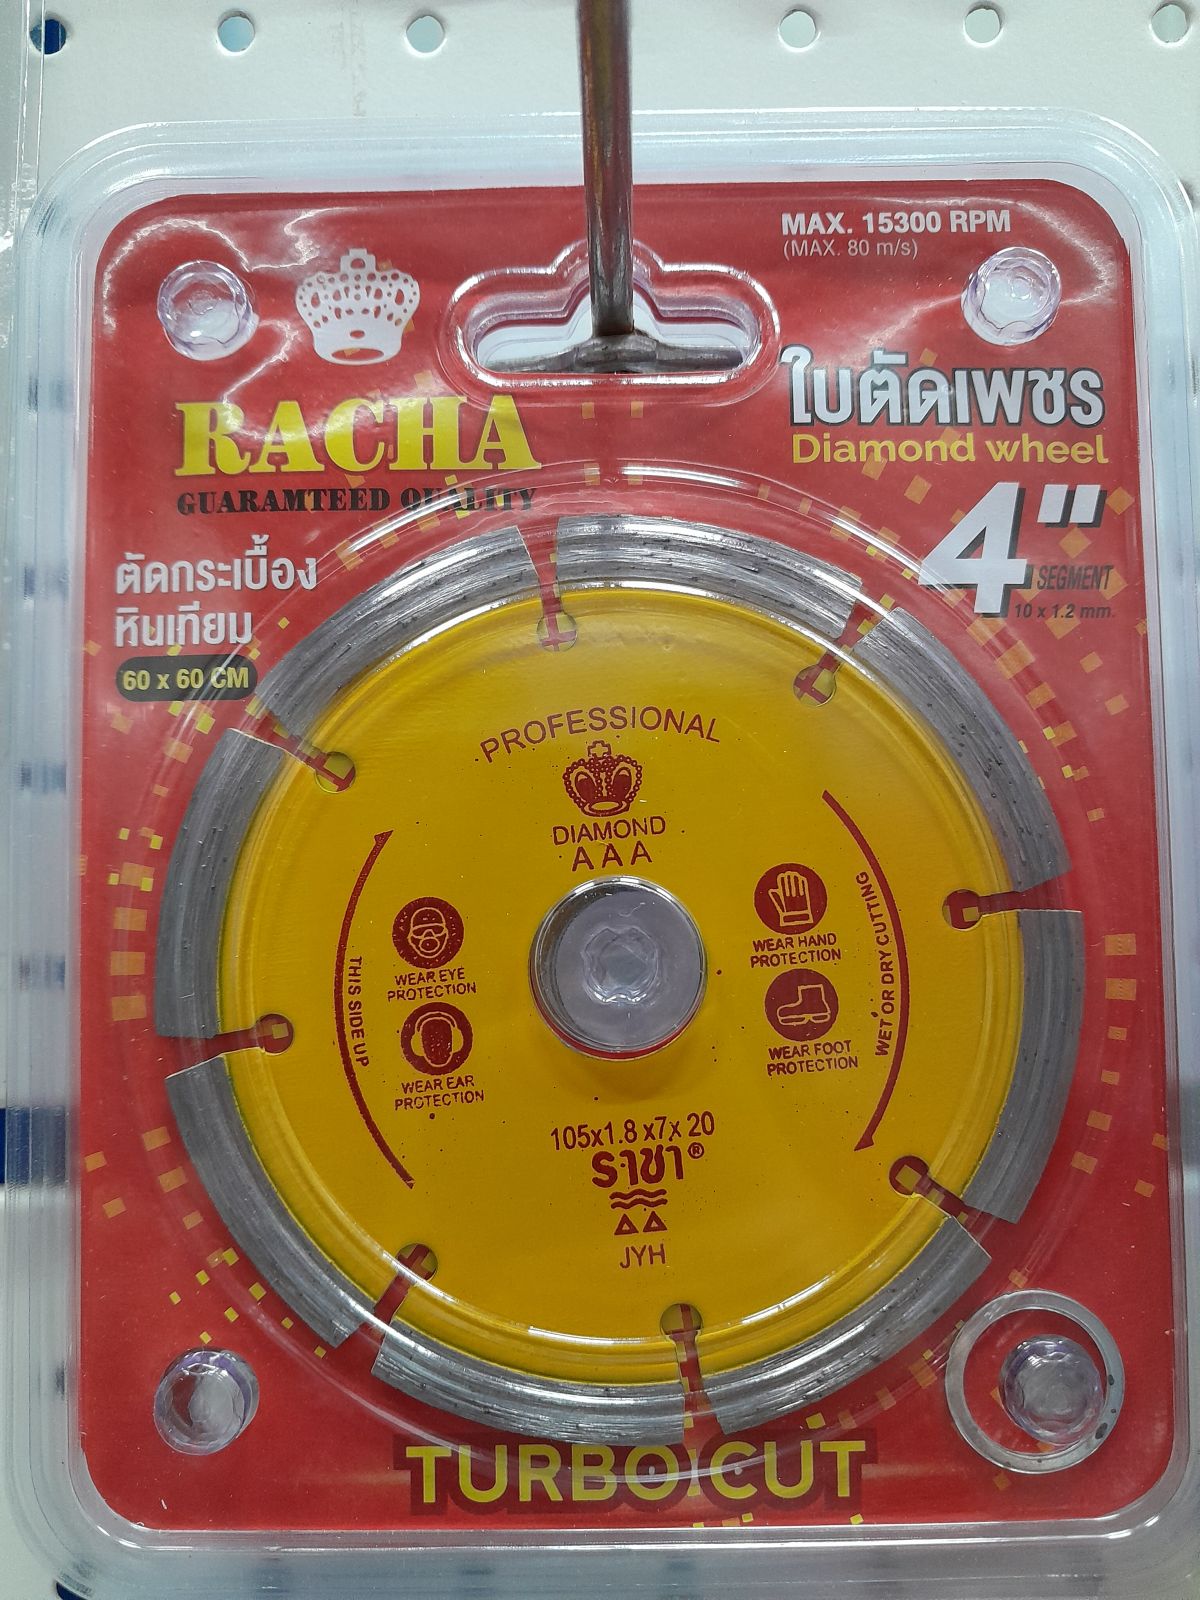 MAX. 15300 RPM
(MAX. 80 m/s)
ใบตัดเพชร
Diamond wheel
4"
SEGMENT
10 x 1.2 mm.
RACHA
GUARAMTEED QUALITY
ตัดกระเบื้อง
หินเทียม
60 x 60 CM
PROFESSIONAL
DIAMOND
AAA
THIS SIDE UP
WEAR EYE
PROTECTION
WEAR EAR
PROTECTION
WEAR HAND
PROTECTION
WEAR FOOT
PROTECTION
WET OR DRY CUTTING
105x1.8x7x20
ราชา®
JYH
TURBO CUT